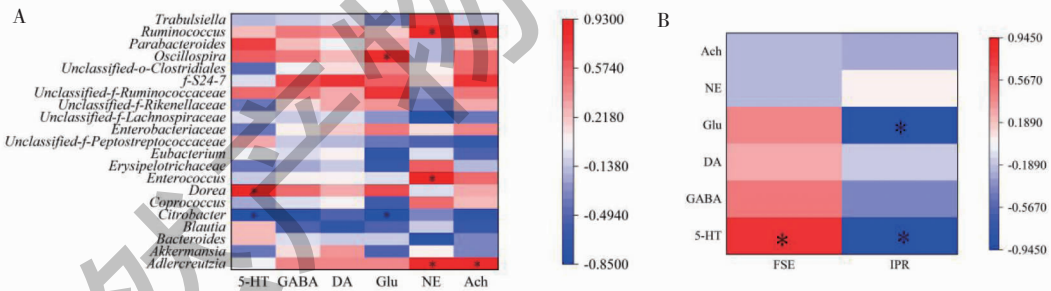 A
Trabulsiella
Ruminococcus
Parabacteroides
Oscillospira
Unclassified-o-Clostridiales
f-S24-7
Unclassified-f-Ruminococcaceae
Unclassified-f-Rikenellaceae
Unclassified-f-Lachnospiraceae
Enterobacteriaceae
Unclassified-f-Peptostreptococcaceae
Eubacterium
Erysipelotrichaceae
Enterococcus
Dorea
Coprococcus
Citrobacter
Blautia
Bacteroides
Akkermansia
Adlercreutzia
5-HT GABA DA Glu NE Ach
0.9300
0.5740
0.2180
-0.1380
-0.4940
-0.8500
B
Ach
NE
Glu
DA
GABA
5-HT
FSE IPR
0.9450
0.5670
0.1890
-0.1890
-0.5670
-0.9450